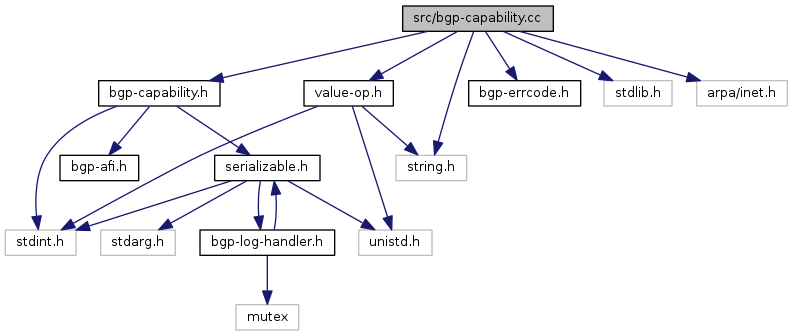 src/bgp-capability.cc
bgp-capability.h
value-op.h
bgp-errcode.h
stdlib.h
arpa/inet.h
bgp-afi.h
serializable.h
string.h
stdint.h
stdarg.h
bgp-log-handler.h
unistd.h
mutex